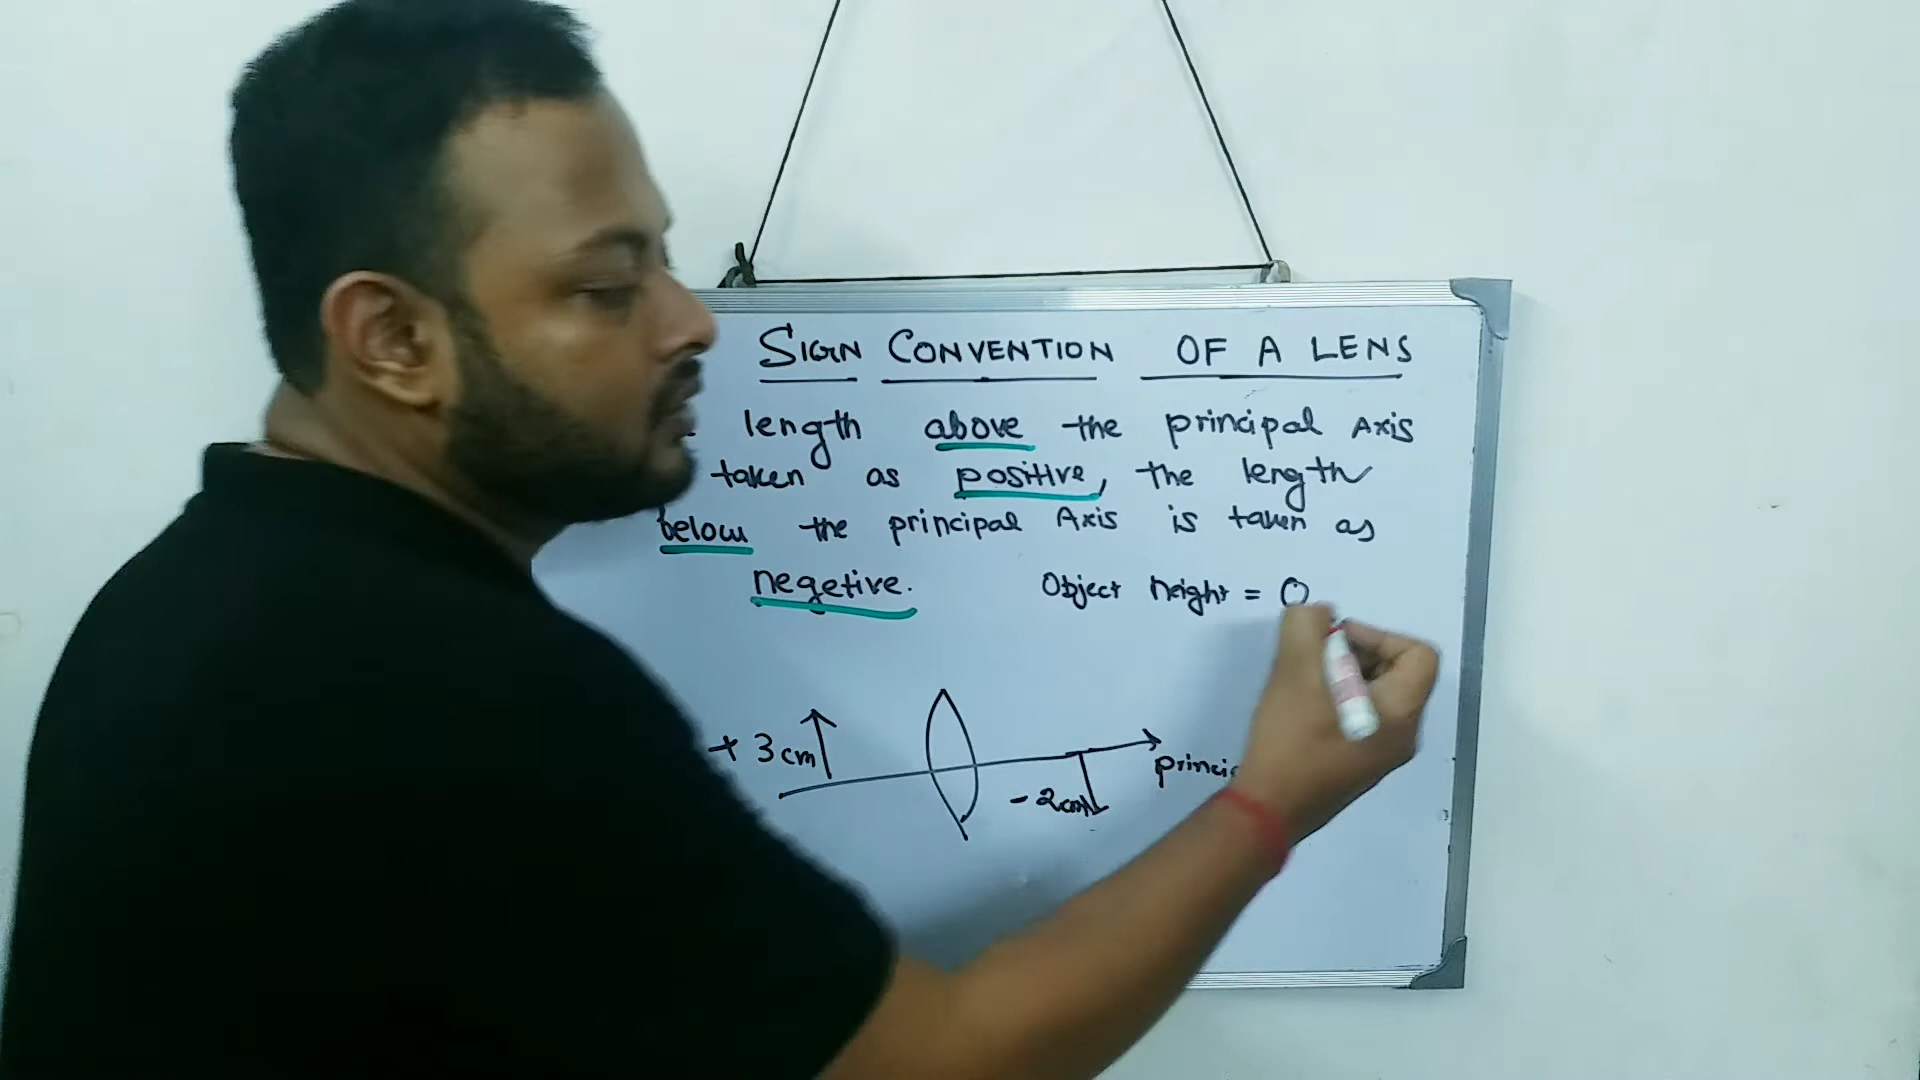 SIGN CONVENTION OF A LENS
length above the principal Axis
taken as positive, the length
below the principal Axis is taken as
negetive.
Object height = O
+ 3cm
- 2cm
princi